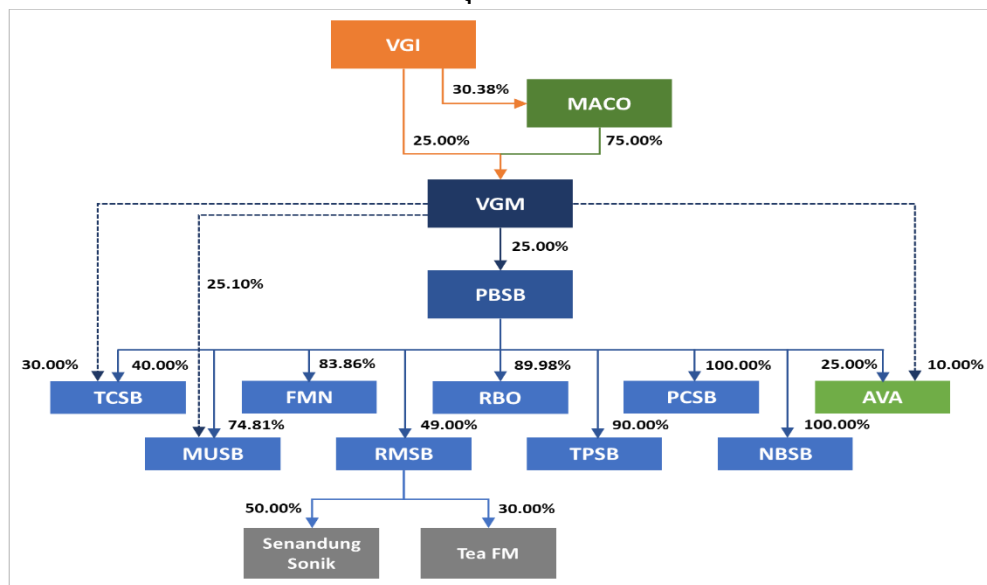 VGI
30.38%
MACO
25.00%
75.00%
VGM
25.00%
25.10%
PBSB
30.00%
40.00%
83.86%
89.98%
100.00%
25.00%
10.00%
TCSB
FMN
RBO
PCSB
AVA
74.81%
49.00%
90.00%
100.00%
MUSB
RMSB
TPSB
NBSB
50.00%
30.00%
Senandung
Sonik
Tea FM